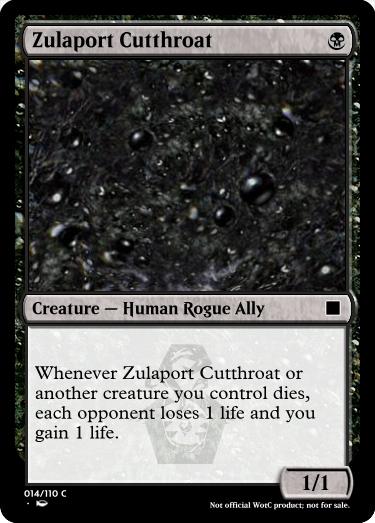 Zulaport Cutthroat
Creature — Human Rogue Ally
Whenever Zulaport Cutthroat or
another creature you control dies,
each opponent loses 1 life and you
gain 1 life.
1/1
014/110 C
Not official WotC product; not for sale.